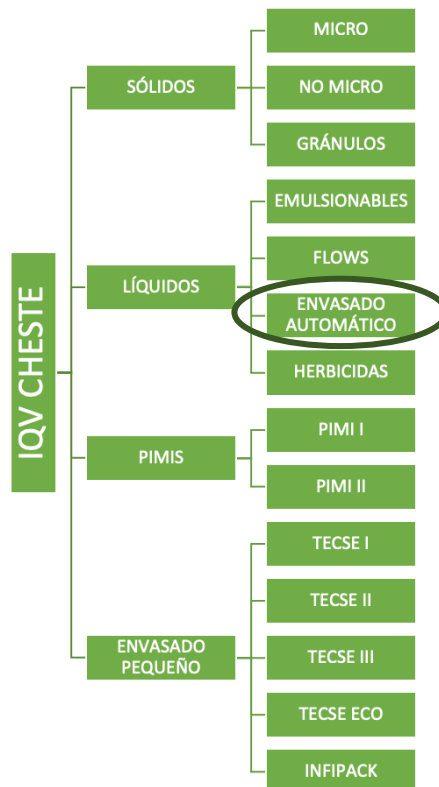 IQV CHESTE
SÓLIDOS
MICRO
NO MICRO
GRÁNULOS
LÍQUIDOS
EMULSIONABLES
FLOWS
ENVASADO
AUTOMÁTICO
HERBICIDAS
PIMIS
PIMI I
PIMI II
ENVASADO
PEQUEÑO
TECSE I
TECSE II
TECSE III
TECSE ECO
INFIPACK